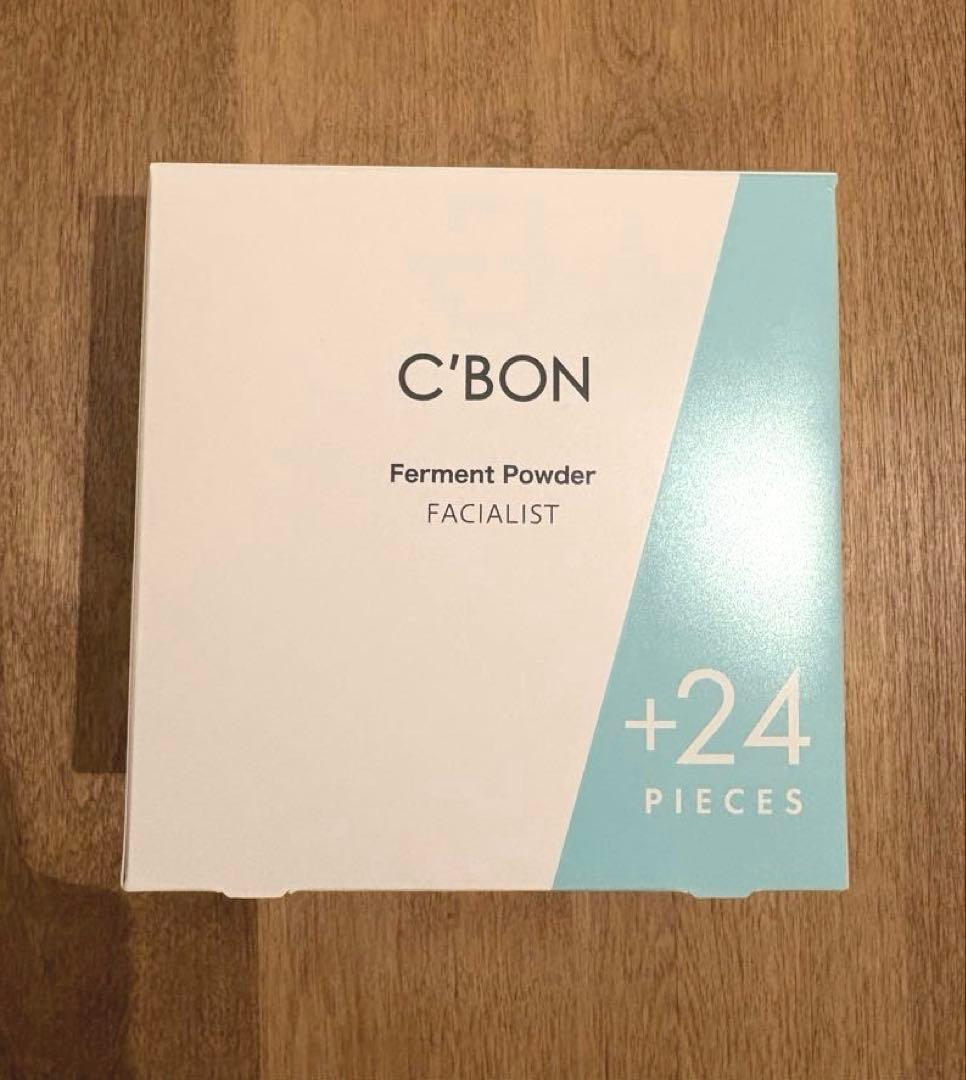 C'BON
Ferment Powder
FACIALIST
+24
PIECES